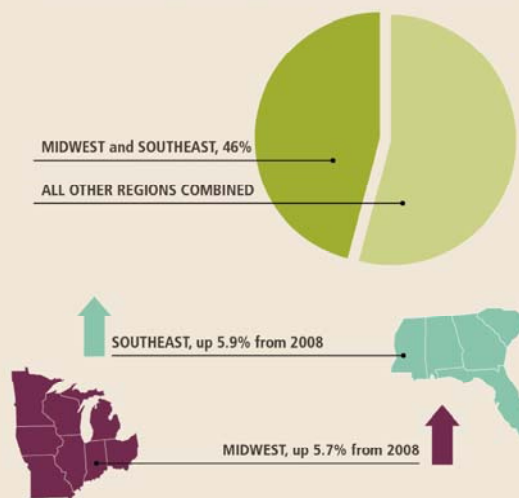 MIDWEST and SOUTHEAST, 46%
ALL OTHER REGIONS COMBINED
SOUTHEAST, up 5.9% from 2008
MIDWEST, up 5.7% from 2008